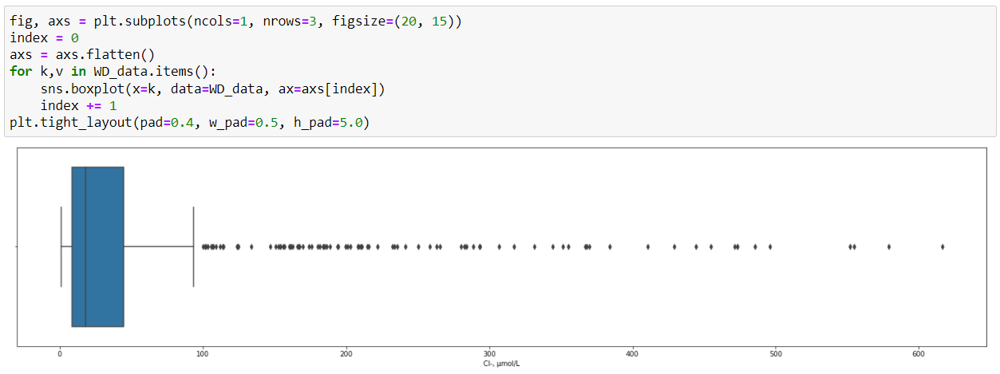 fig, axs = plt.subplots(ncols=1, nrows=3, figsize=(20, 15))
index = 0
axs = axs.flatten()
for k,v in WD_data.items():
    sns.boxplot(x=k, data=WD_data, ax=axs[index])
    index += 1
plt.tight_layout(pad=0.4, w_pad=0.5, h_pad=5.0)
0 100 200 300 400 500 600
Cl-, µmol/L